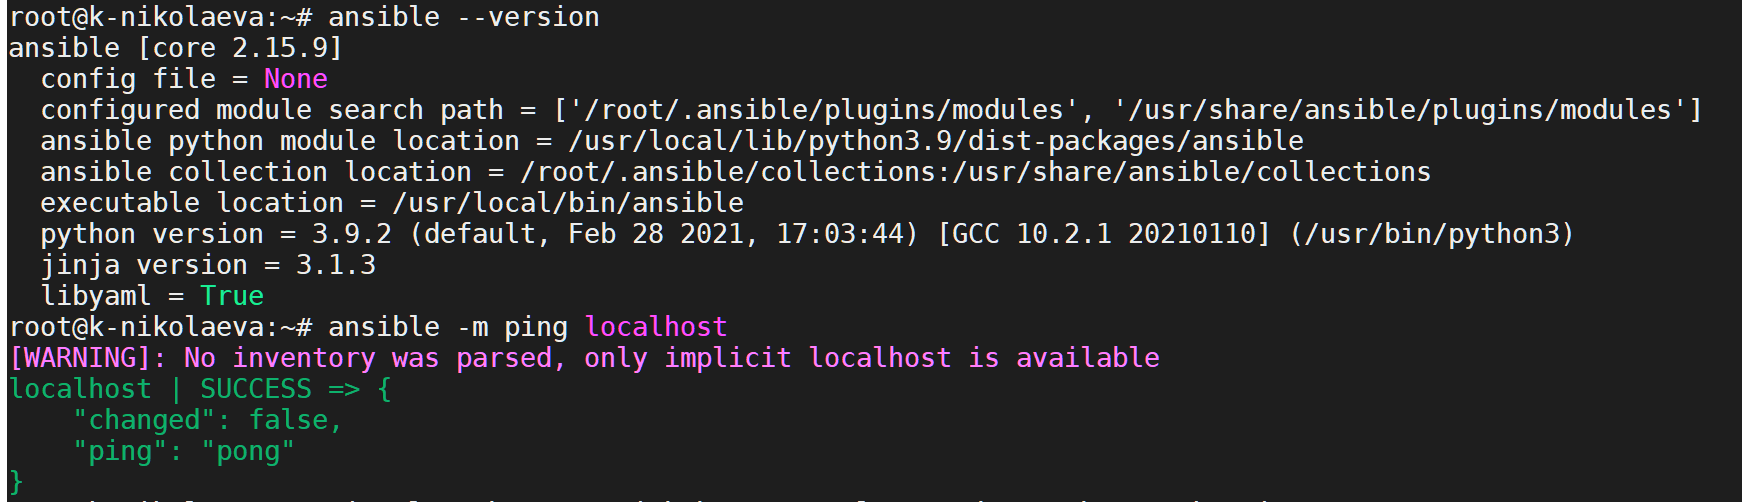 root@k-nikolaeva:~# ansible --version
ansible [core 2.15.9]
  config file = None
  configured module search path = ['/root/.ansible/plugins/modules', '/usr/share/ansible/plugins/modules']
  ansible python module location = /usr/local/lib/python3.9/dist-packages/ansible
  ansible collection location = /root/.ansible/collections:/usr/share/ansible/collections
  executable location = /usr/local/bin/ansible
  python version = 3.9.2 (default, Feb 28 2021, 17:03:44) [GCC 10.2.1 20210110] (/usr/bin/python3)
  jinja version = 3.1.3
  libyaml = True
root@k-nikolaeva:~# ansible -m ping localhost
[WARNING]: No inventory was parsed, only implicit localhost is available
localhost | SUCCESS => {
    "changed": false,
    "ping": "pong"
}